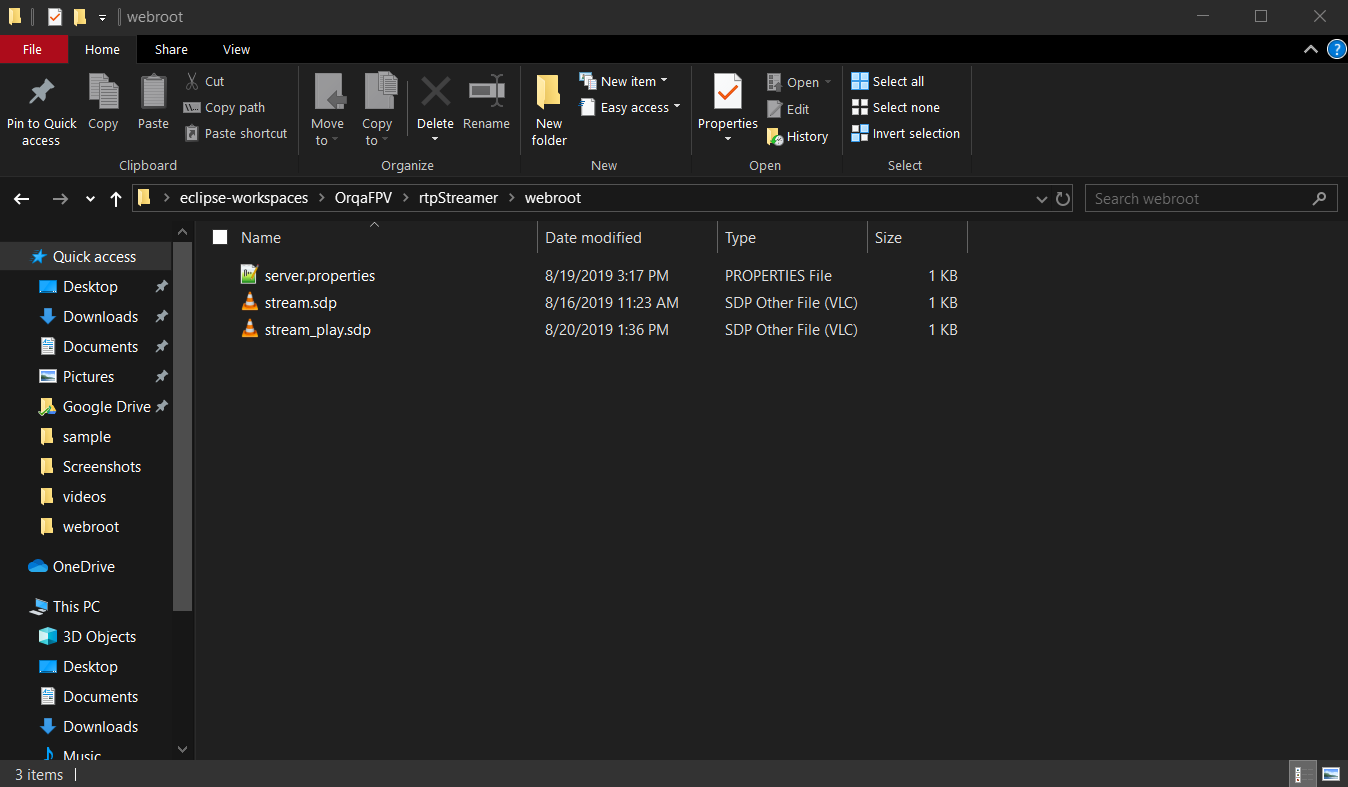 webroot
File Home Share View
?
Pin to Quick access
Copy
Paste
Cut
Copy path
Paste shortcut
Clipboard
Move to
Copy to
Delete
Rename
Organize
New folder
New item
Easy access
New
Properties
Open
Edit
History
Open
Select all
Select none
Invert selection
Select
eclipse-workspaces OrqaFPV rtpStreamer webroot
Search webroot
Quick access
Desktop
Downloads
Documents
Pictures
Google Drive
sample
Screenshots
videos
webroot
OneDrive
This PC
3D Objects
Desktop
Documents
Downloads
Music
Name Date modified Type Size
server.properties 8/19/2019 3:17 PM PROPERTIES File 1 KB
stream.sdp 8/16/2019 11:23 AM SDP Other File (VLC) 1 KB
stream_play.sdp 8/20/2019 1:36 PM SDP Other File (VLC) 1 KB
3 items